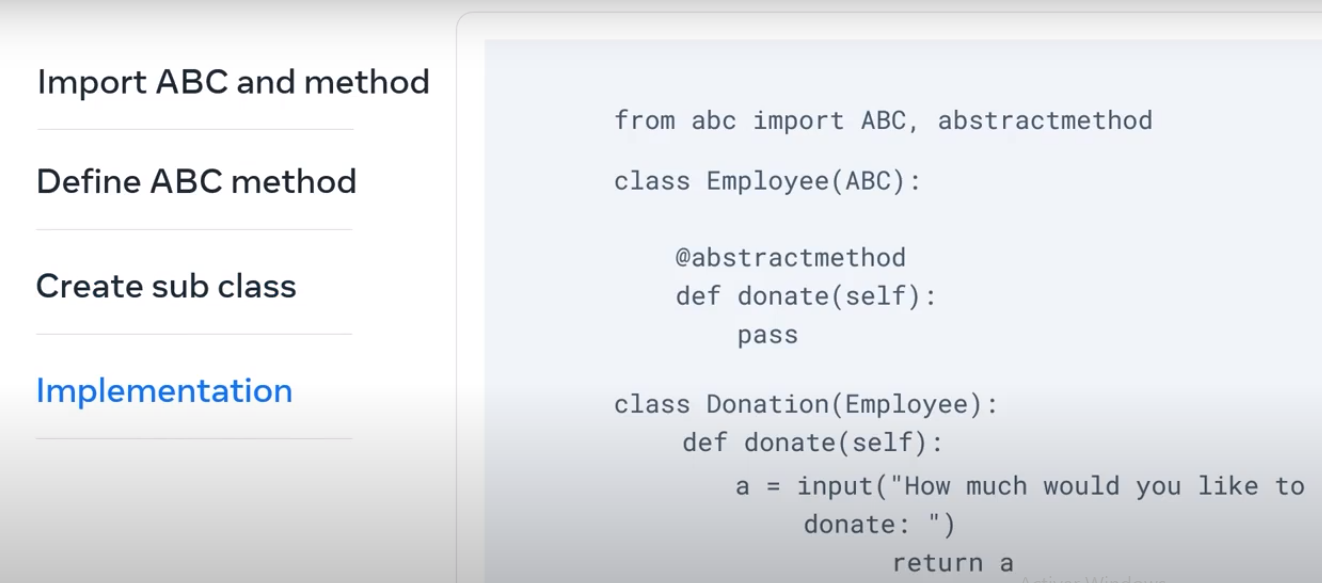 Import ABC and method
Define ABC method
Create sub class
Implementation
from abc import ABC, abstractmethod
class Employee(ABC):
@abstractmethod
def donate(self):
pass
class Donation(Employee):
def donate(self):
a = input("How much would you like to
donate: ")
return a
Activer Windows